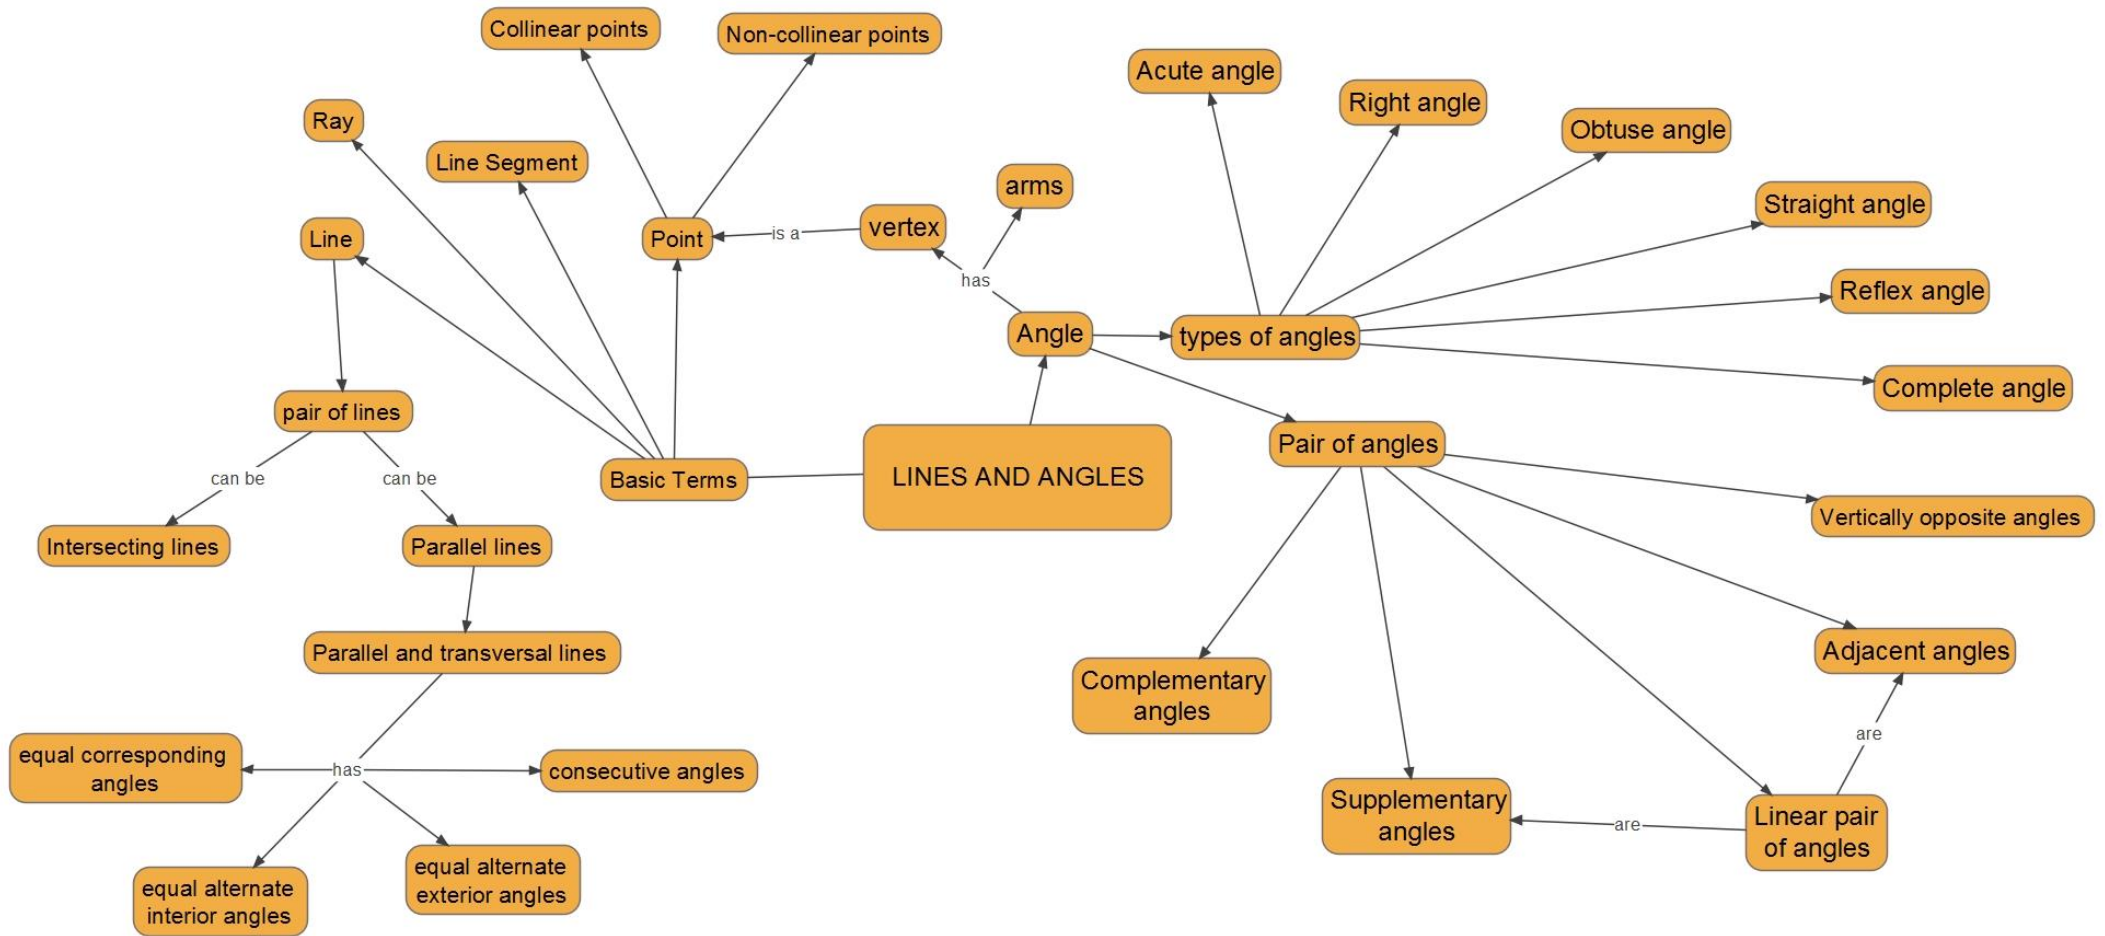 Collinear points
Non-collinear points
Acute angle
Right angle
Ray
Obtuse angle
Line Segment
arms
Straight angle
Line
Point
is a
vertex
has
Reflex angle
Angle
types of angles
Complete angle
pair of lines
Pair of angles
can be
can be
Basic Terms
LINES AND ANGLES
Vertically opposite angles
Intersecting lines
Parallel lines
Parallel and transversal lines
Adjacent angles
Complementary
angles
are
equal corresponding
angles
has
consecutive angles
Supplementary
angles
are
Linear pair
of angles
equal alternate
interior angles
equal alternate
exterior angles